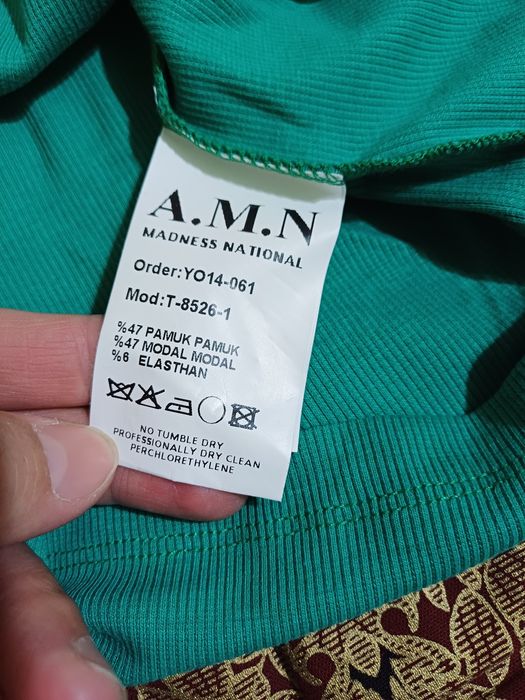 A.M.N
MADNESS NATIONAL
Order:YO14-061
Mod:T-8526-1
%47 PAMUK PAMUK
%47 MODAL MODAL
%6 ELASTHAN
NO TUMBLE DRY
PROFESSIONALLY DRY CLEAN
PERCHLORETHYLENE